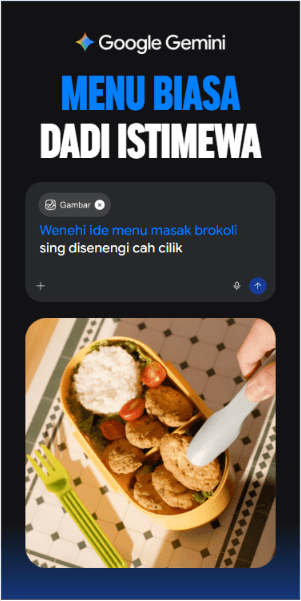 Google Gemini
MENU BIASA
DADI ISTIMEWA
Gambar
Wenehi ide menu masak brokoli
sing disenengi cah cilik